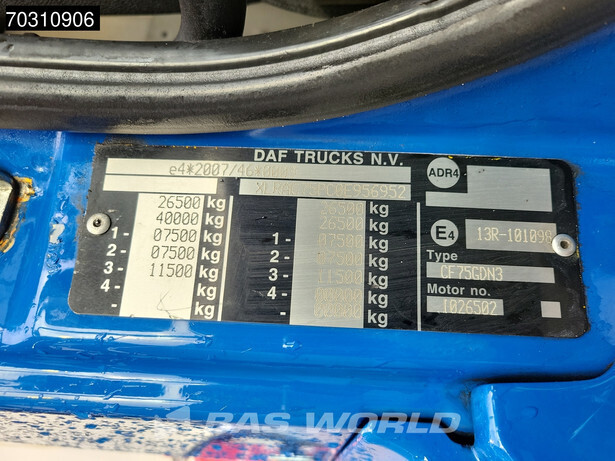 70310906
DAF TRUCKS N.V.
e4*2007/46*
ADR4
26500 kg
40000 kg
1 - 07500 kg
2 - 07500 kg
3 - 11500 kg
4 - kg
- kg
26500 kg
kg
1 - 07500 kg
2 - 07500 kg
3 - 11500 kg
4 - kg
- kg
E4 13R-101098
Type
CF75GDN3
Motor no.
1026502
BAS WORLD